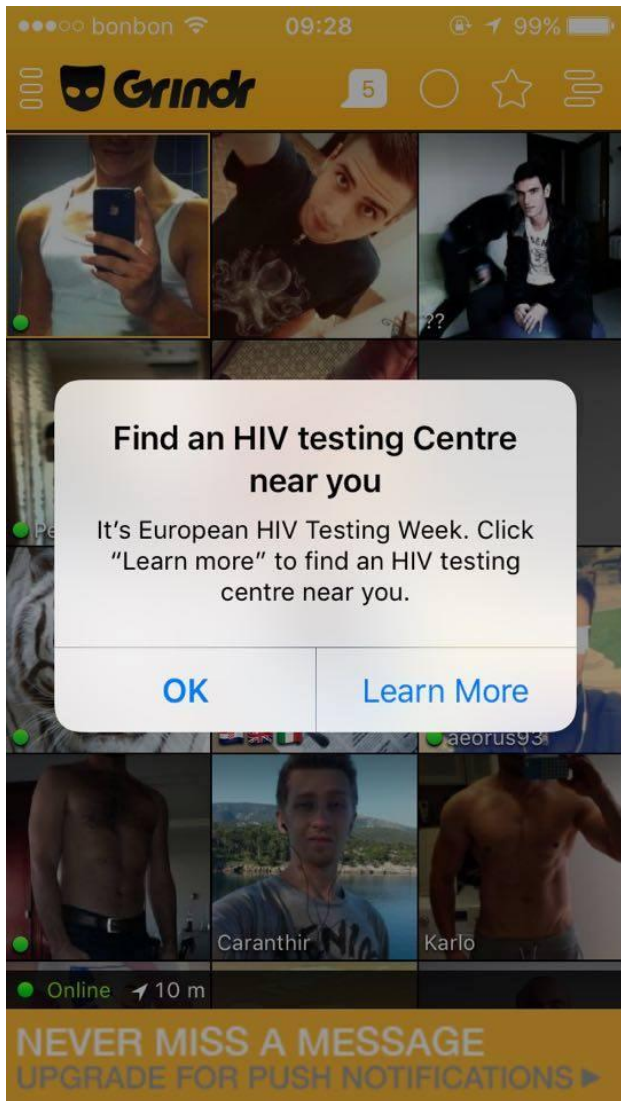 bonbon 09:28 99%
Grindr 5
??
Find an HIV testing Centre
near you
It's European HIV Testing Week. Click
"Learn more" to find an HIV testing
centre near you.
OK Learn More
aeorus93
Caranthir Karlo
Online 10 m
NEVER MISS A MESSAGE
UPGRADE FOR PUSH NOTIFICATIONS